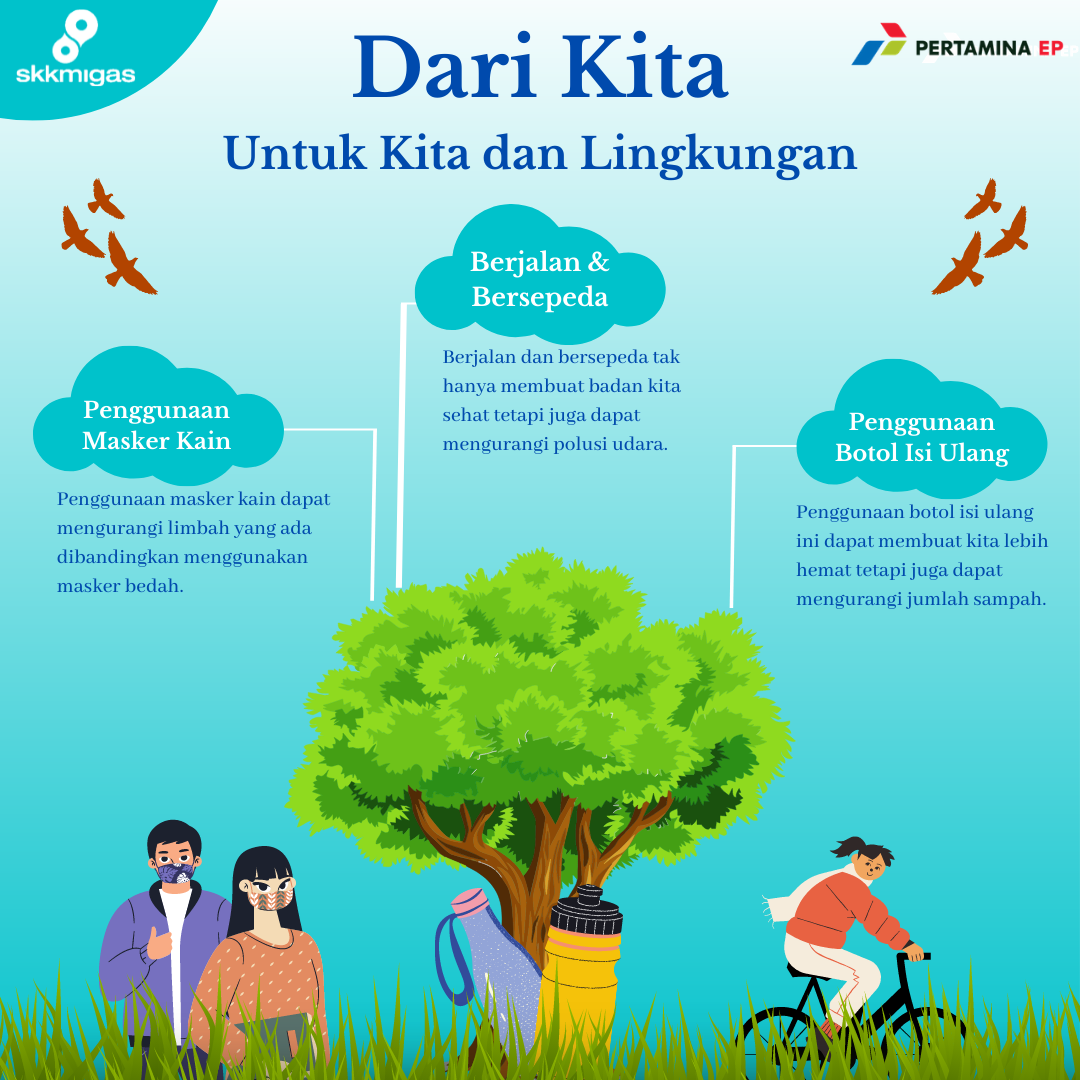 skkmigas
PERTAMINA EP
Dari Kita
Untuk Kita dan Lingkungan
Berjalan &
Bersepeda
Berjalan dan bersepeda tak
hanya membuat badan kita
sehat tetapi juga dapat
mengurangi polusi udara.
Penggunaan
Masker Kain
Penggunaan masker kain dapat
mengurangi limbah yang ada
dibandingkan menggunakan
masker bedah.
Penggunaan
Botol Isi Ulang
Penggunaan botol isi ulang
ini dapat membuat kita lebih
hemat tetapi juga dapat
mengurangi jumlah sampah.